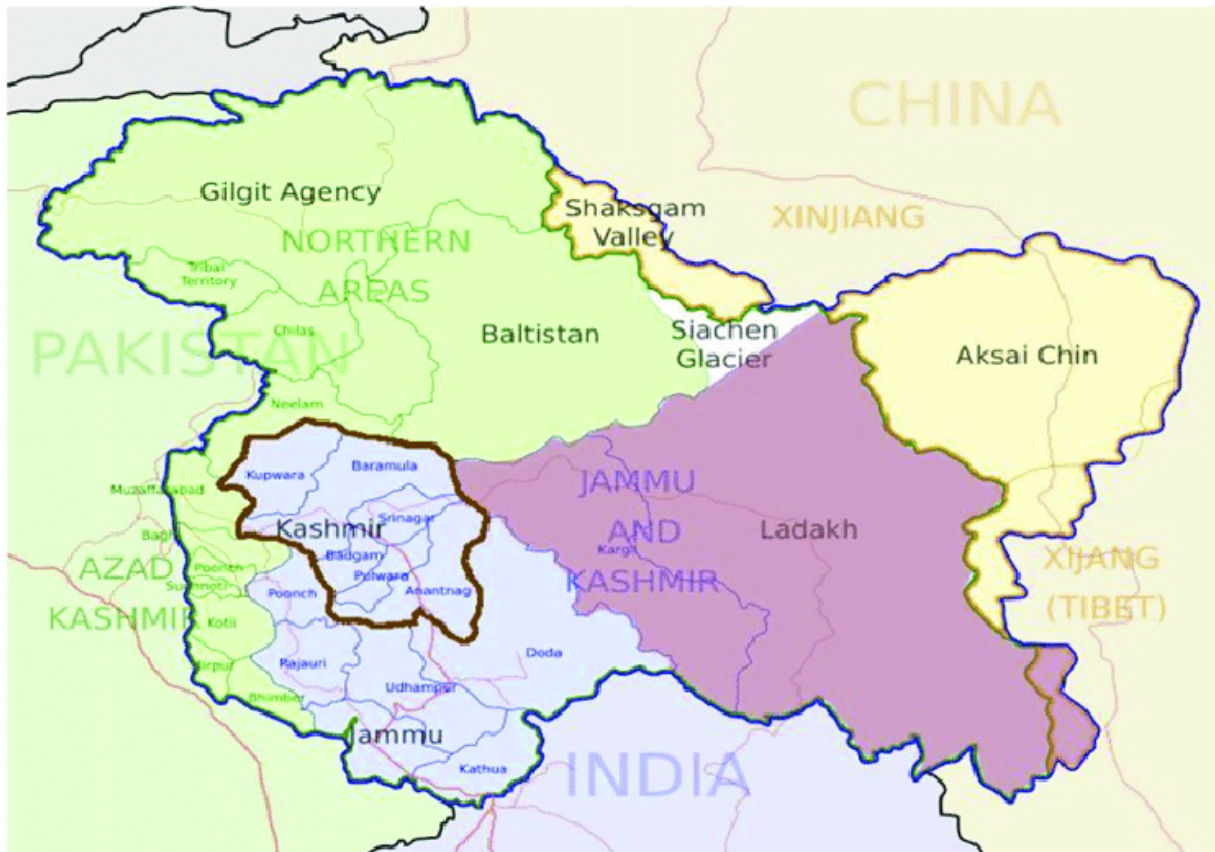 CHINA
Gilgit Agency
Shaksgam
Valley
XINJIANG
NORTHERN
AREAS
Tribal
Territory
Chilas
PAKISTAN
Baltistan
Siachen
Glacier
Aksai Chin
Neelam
Kupwara
Baramula
Muzaffarabad
JAMMU
AND
KASHMIR
Ladakh
Kargil
Kashmir
Srinagar
Bagh
Badgam
Pulwara
Anantnag
AZAD
KASHMIR
Poonch
Sudhnoti
Poonch
Kotli
XIJANG
(TIBET)
Mirpur
Rajauri
Doda
Bhimber
Udhampur
Jammu
Kathua
INDIA